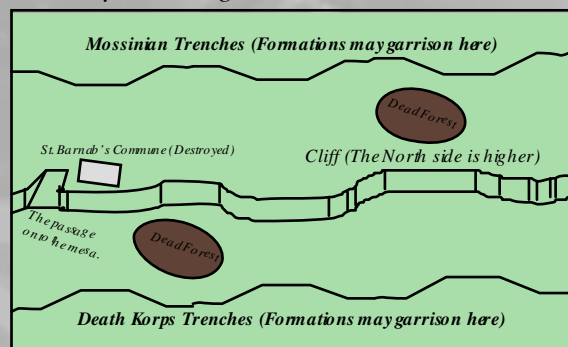 Mossinian Trenches (Formations may garrison here)
Dead Forest
St. Barnab's Commune (Destroyed)
Cliff (The North side is higher)
The passage
onto the mesa.
Dead Forest
Death Korps Trenches (Formations may garrison here)